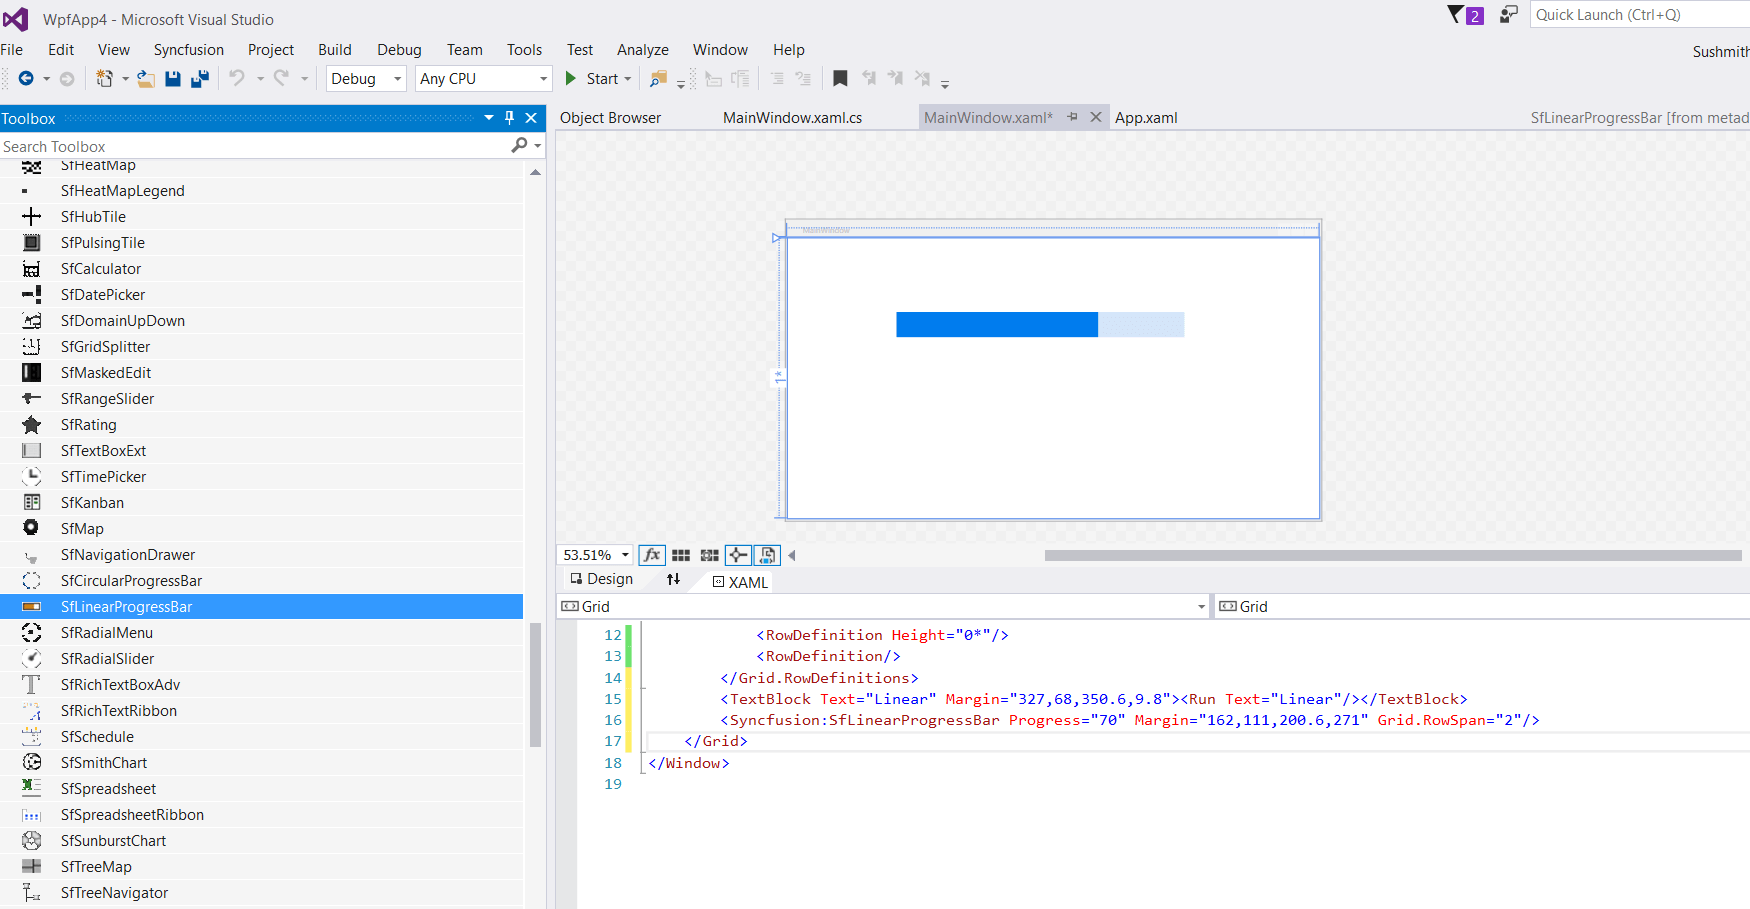 WpfApp4 - Microsoft Visual Studio
2
Quick Launch (Ctrl+Q)
File Edit View Syncfusion Project Build Debug Team Tools Test Analyze Window Help
Sushmith
Debug Any CPU Start
Toolbox
Search Toolbox
SfHeatMap
SfHeatMapLegend
SfHubTile
SfPulsingTile
SfCalculator
SfDatePicker
SfDomainUpDown
SfGridSplitter
SfMaskedEdit
SfRangeSlider
SfRating
SfTextBoxExt
SfTimePicker
SfKanban
SfMap
SfNavigationDrawer
SfCircularProgressBar
SfLinearProgressBar
SfRadialMenu
SfRadialSlider
SfRichTextBoxAdv
SfRichTextRibbon
SfSchedule
SfSmithChart
SfSpreadsheet
SfSpreadsheetRibbon
SfSunburstChart
SfTreeMap
SfTreeNavigator
Object Browser MainWindow.xaml.cs MainWindow.xaml* App.xaml SfLinearProgressBar [from metad
MainWindow
1*
53.51% fx
Design XAML
Grid Grid
12 <RowDefinition Height="0*"/>
13 <RowDefinition/>
14 </Grid.RowDefinitions>
15 <TextBlock Text="Linear" Margin="327,68,350.6,9.8"><Run Text="Linear"/></TextBlock>
16 <Syncfusion:SfLinearProgressBar Progress="70" Margin="162,111,200.6,271" Grid.RowSpan="2"/>
17 </Grid>
18 </Window>
19